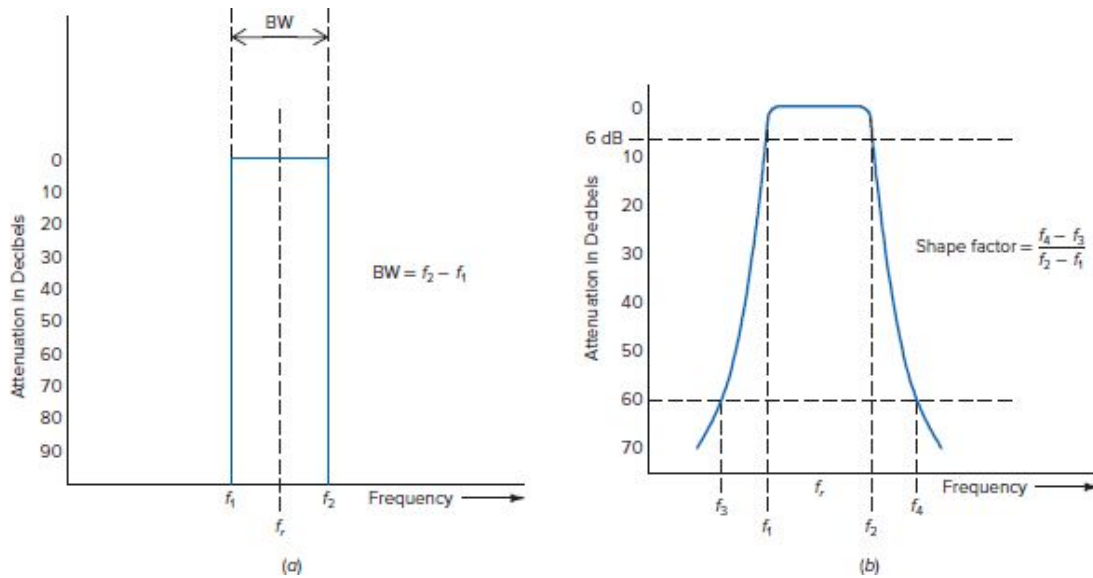 BW
Attenuation in Decibels
0
10
20
30
40
50
60
70
80
90
BW = f₂ – f₁
f₁
f₂
Frequency
fᵣ
(a)
Attenuation in Decibels
0
6 dB
10
20
30
40
50
60
70
Shape factor = f₄ – f₃
f₂ – f₁
f₃
fᵣ
Frequency
f₄
f₁
f₂
(b)